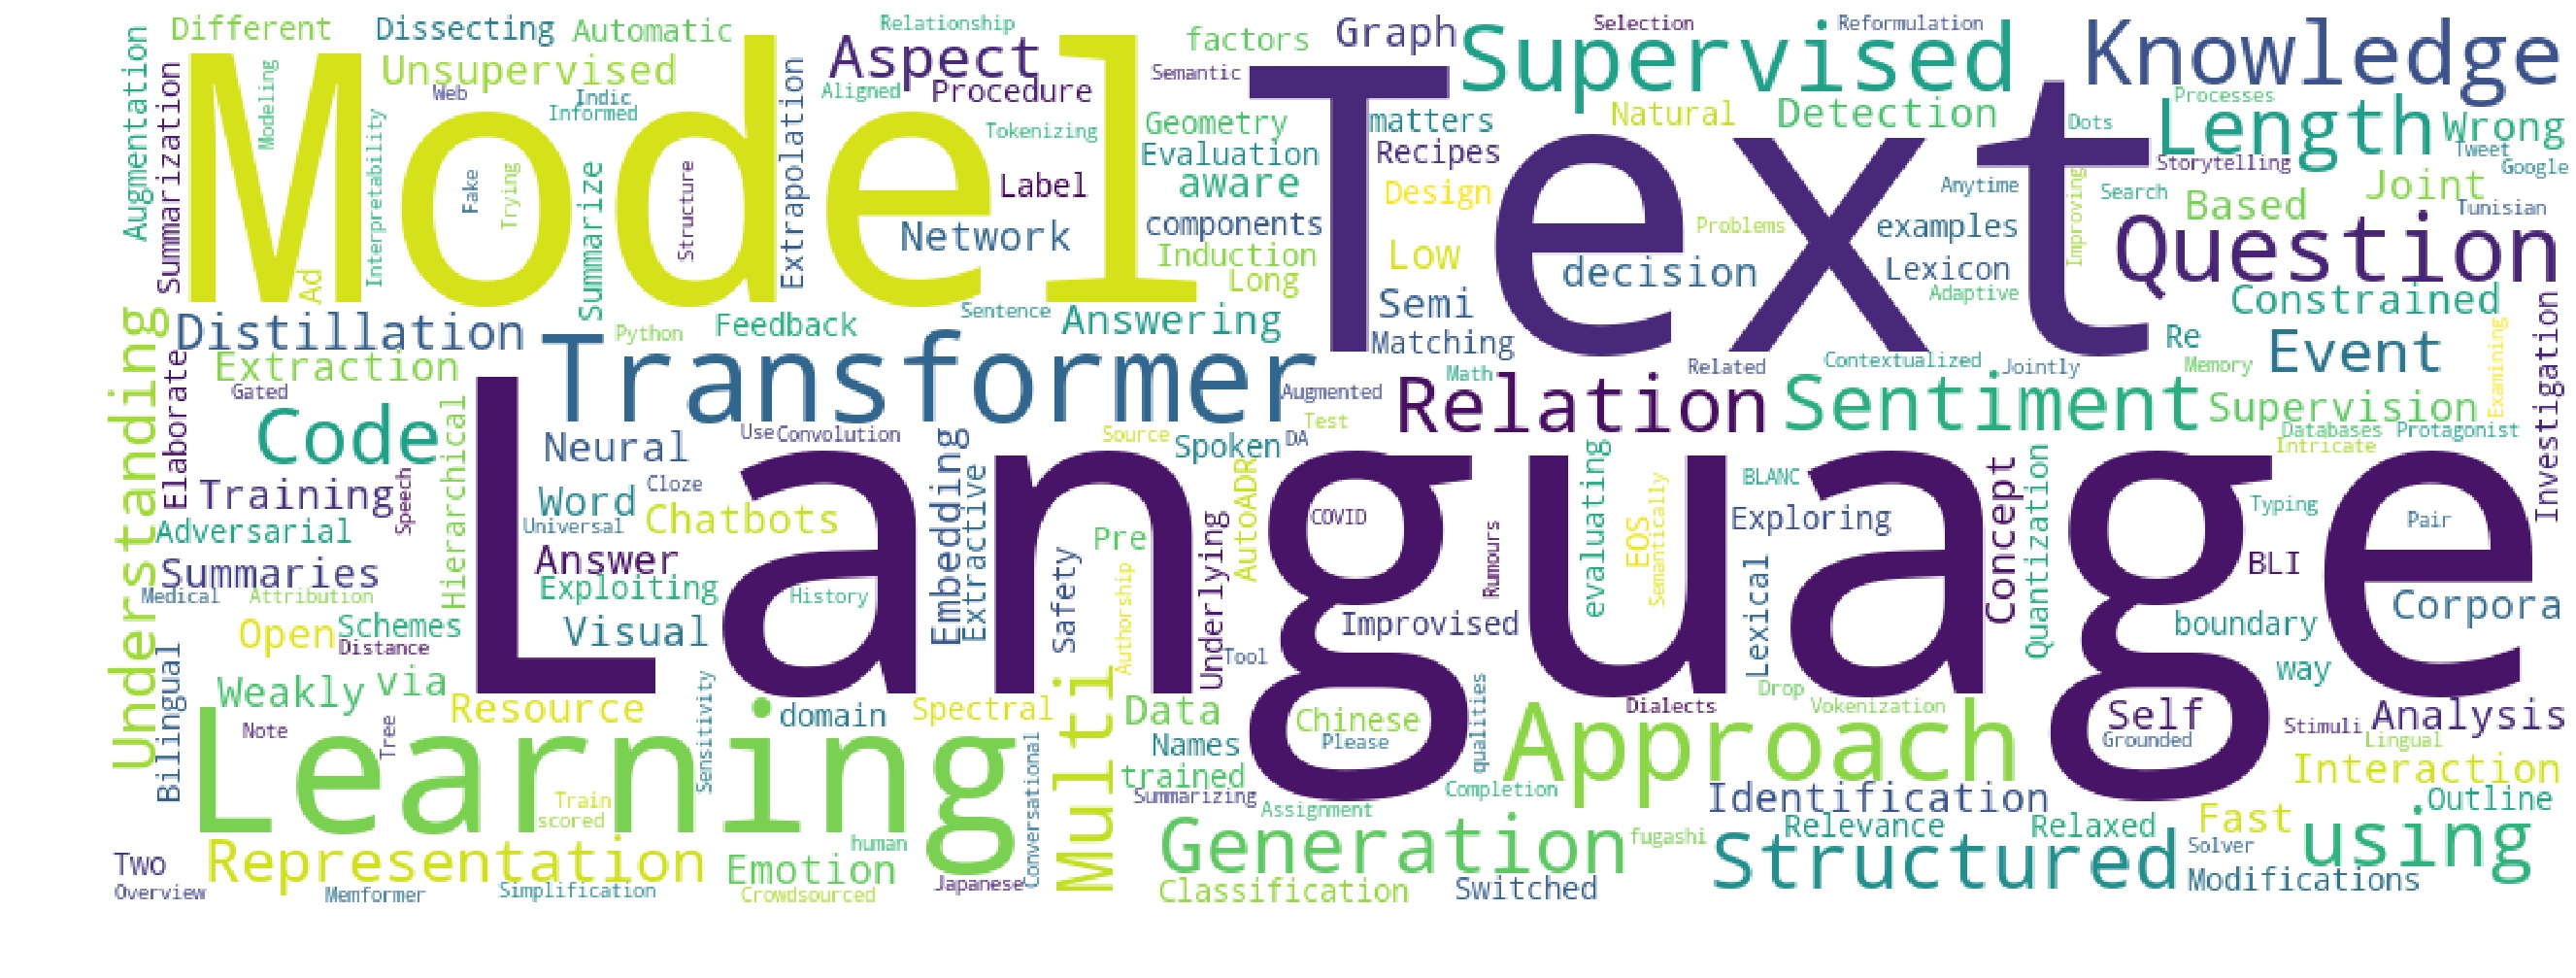 Augmentation
Different
Dissecting
Automatic
Relationship
factors
Graph
Selection
Reformulation
Supervised
Knowledge
Summarization
Modeling
Unsupervised
Web
Indic
Informed
Extrapolation
Aspect
Aligned
Procedure
Semantic
Model
Text
Tokenizing
Geometry
matters
Natural
Detection
Dots
Processes
Length
Wrong
Interpretability
Fake
Trying
Summarize
Structure
Label
Evaluation
Recipes
Storytelling
Tweet
Google
aware
Design
Anytime
Improving
Search
Based
Joint
Tunisian
Network
components
Problems
examples
Question
Ad
Induction
Long
Low
decision
Lexicon
Adaptive
Constrained
Understanding
Distillation
Python
Feedback
Sentence
Answering
Semi
Matching
Re
Event
Examining
Investigation
Elaborate
Extraction
Transformer
Math
Related
Contextualized
Jointly
Memory
Gated
Augmented
Relation
Sentiment
Supervision
Code
Hierarchical
Neural
Use
Convolution
Source
Test
Spoken
DA
Databases
Protagonist
Intricate
Language
Training
Speech
Word
Cloze
Embedding
Extractive
AutoADR
evaluating
BLANC
Concept
Quantization
Typing
Adversarial
Universal
Chatbots
Pre
COVID
Rumours
EOS
Semantically
Exploring
Pair
Summaries
Answer
Exploiting
History
Safety
Authorship
Underlying
Lexical
BLI
Medical
Attribution
Corpora
Open
Schemes
Distance
Visual
Improvised
boundary
Bilingual
Tool
way
Weakly
via
Resource
Sensitivity
domain
Spectral
Multi
Data
Chinese
Please
qualities
Dialects
Drop
Vokenization
Self
Grounded
Stimuli
Analysis
Lingual
Note
Tree
Learning
Conversational
Names
Approach
trained
Interaction
Train
scored
Summarizing
Assignment
Completion
Identification
Outline
Relevance
Relaxed
Fast
using
Two
Representation
human
Emotion
Generation
fugashi
Structured
Solver
Overview
Memformer
Simplification
Crowdsourced
Japanese
Classification
Switched
Modifications